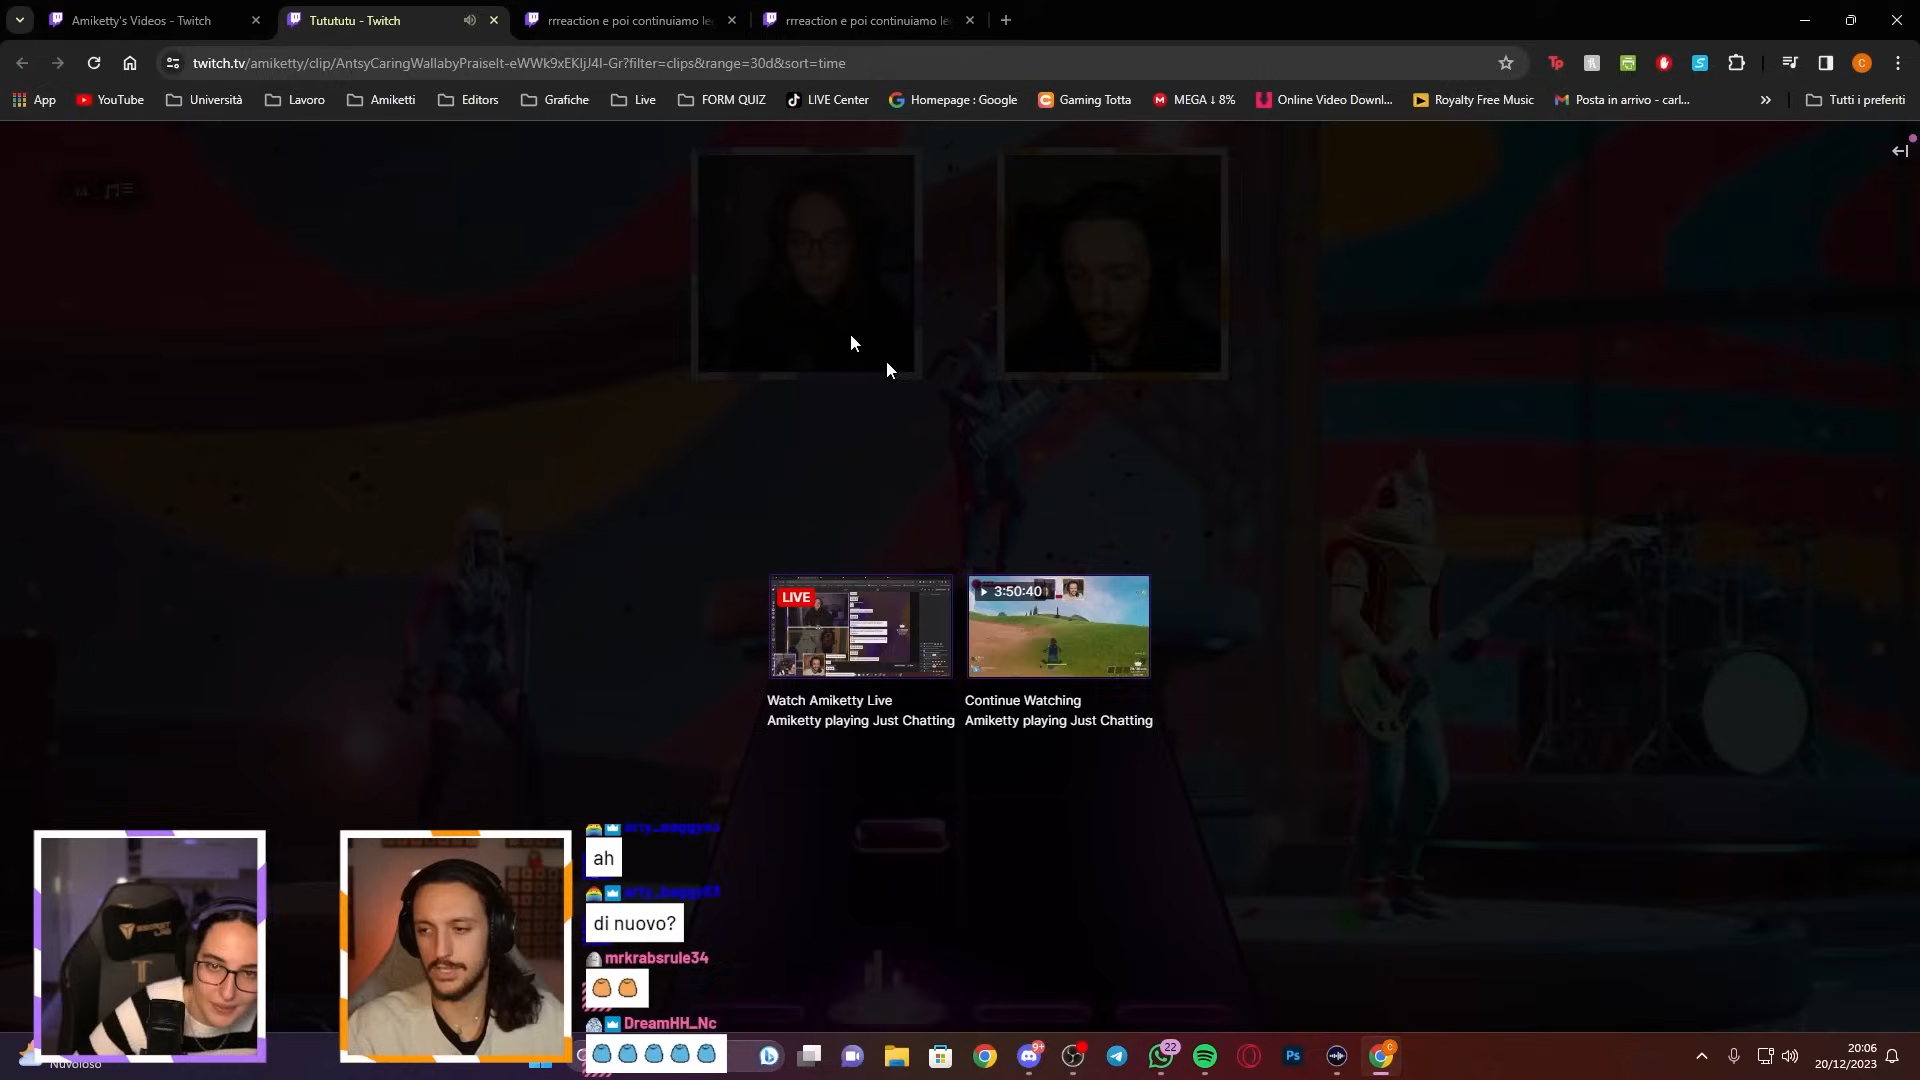 Amiketty's Videos - Twitch
Tutututu - Twitch
rrreaction e poi continuiamo le
rrreaction e poi continuiamo le
twitch.tv/amiketty/clip/AntsyCaringWallabyPraiseIt-eWWk9xEKIjJ4I-Gr?filter=clips&range=30d&sort=time
App
YouTube
Università
Lavoro
Amiketti
Editors
Grafiche
Live
FORM QUIZ
LIVE Center
Homepage : Google
Gaming Totta
MEGA ⭣ 8%
Online Video Downl...
Royalty Free Music
Posta in arrivo - carl...
Tutti i preferiti
LIVE
3:50:40
Watch Amiketty Live
Amiketty playing Just Chatting
Continue Watching
Amiketty playing Just Chatting
ah
di nuovo?
mrkrabsrule34
DreamHH_Nc
Nuvoloso
9+
22
Ps
20:06
20/12/2023